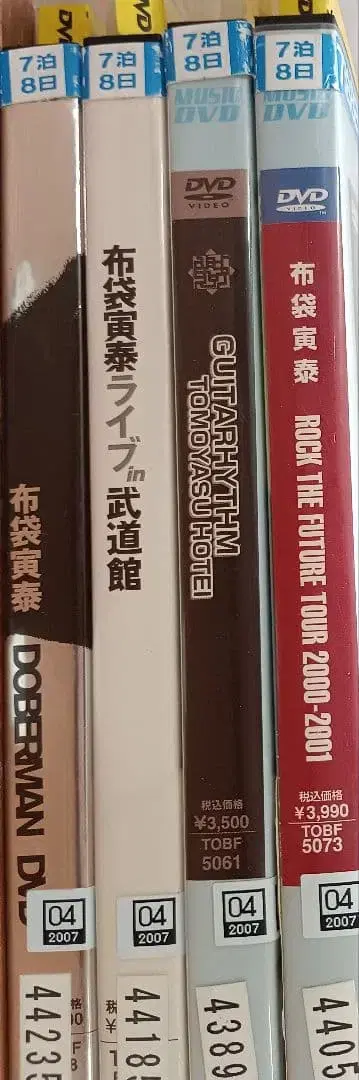 DVD
7泊
8日
布袋寅泰
DOBERMAN DVD
04
2007
44235
7泊
8日
布袋寅泰ライブin武道館
04
2007
44185
7泊
8日
MUSIC
DVD
DVD
VIDEO
GUITARHYTHM
TOMOYASU HOTEI
税込価格
¥3,500
TOBF
5061
04
2007
4389
7泊
8日
MUSIC
DVD
DVD
VIDEO
布袋寅泰
ROCK THE FUTURE TOUR 2000-2001
税込価格
¥3,990
TOBF
5073
04
2007
4405